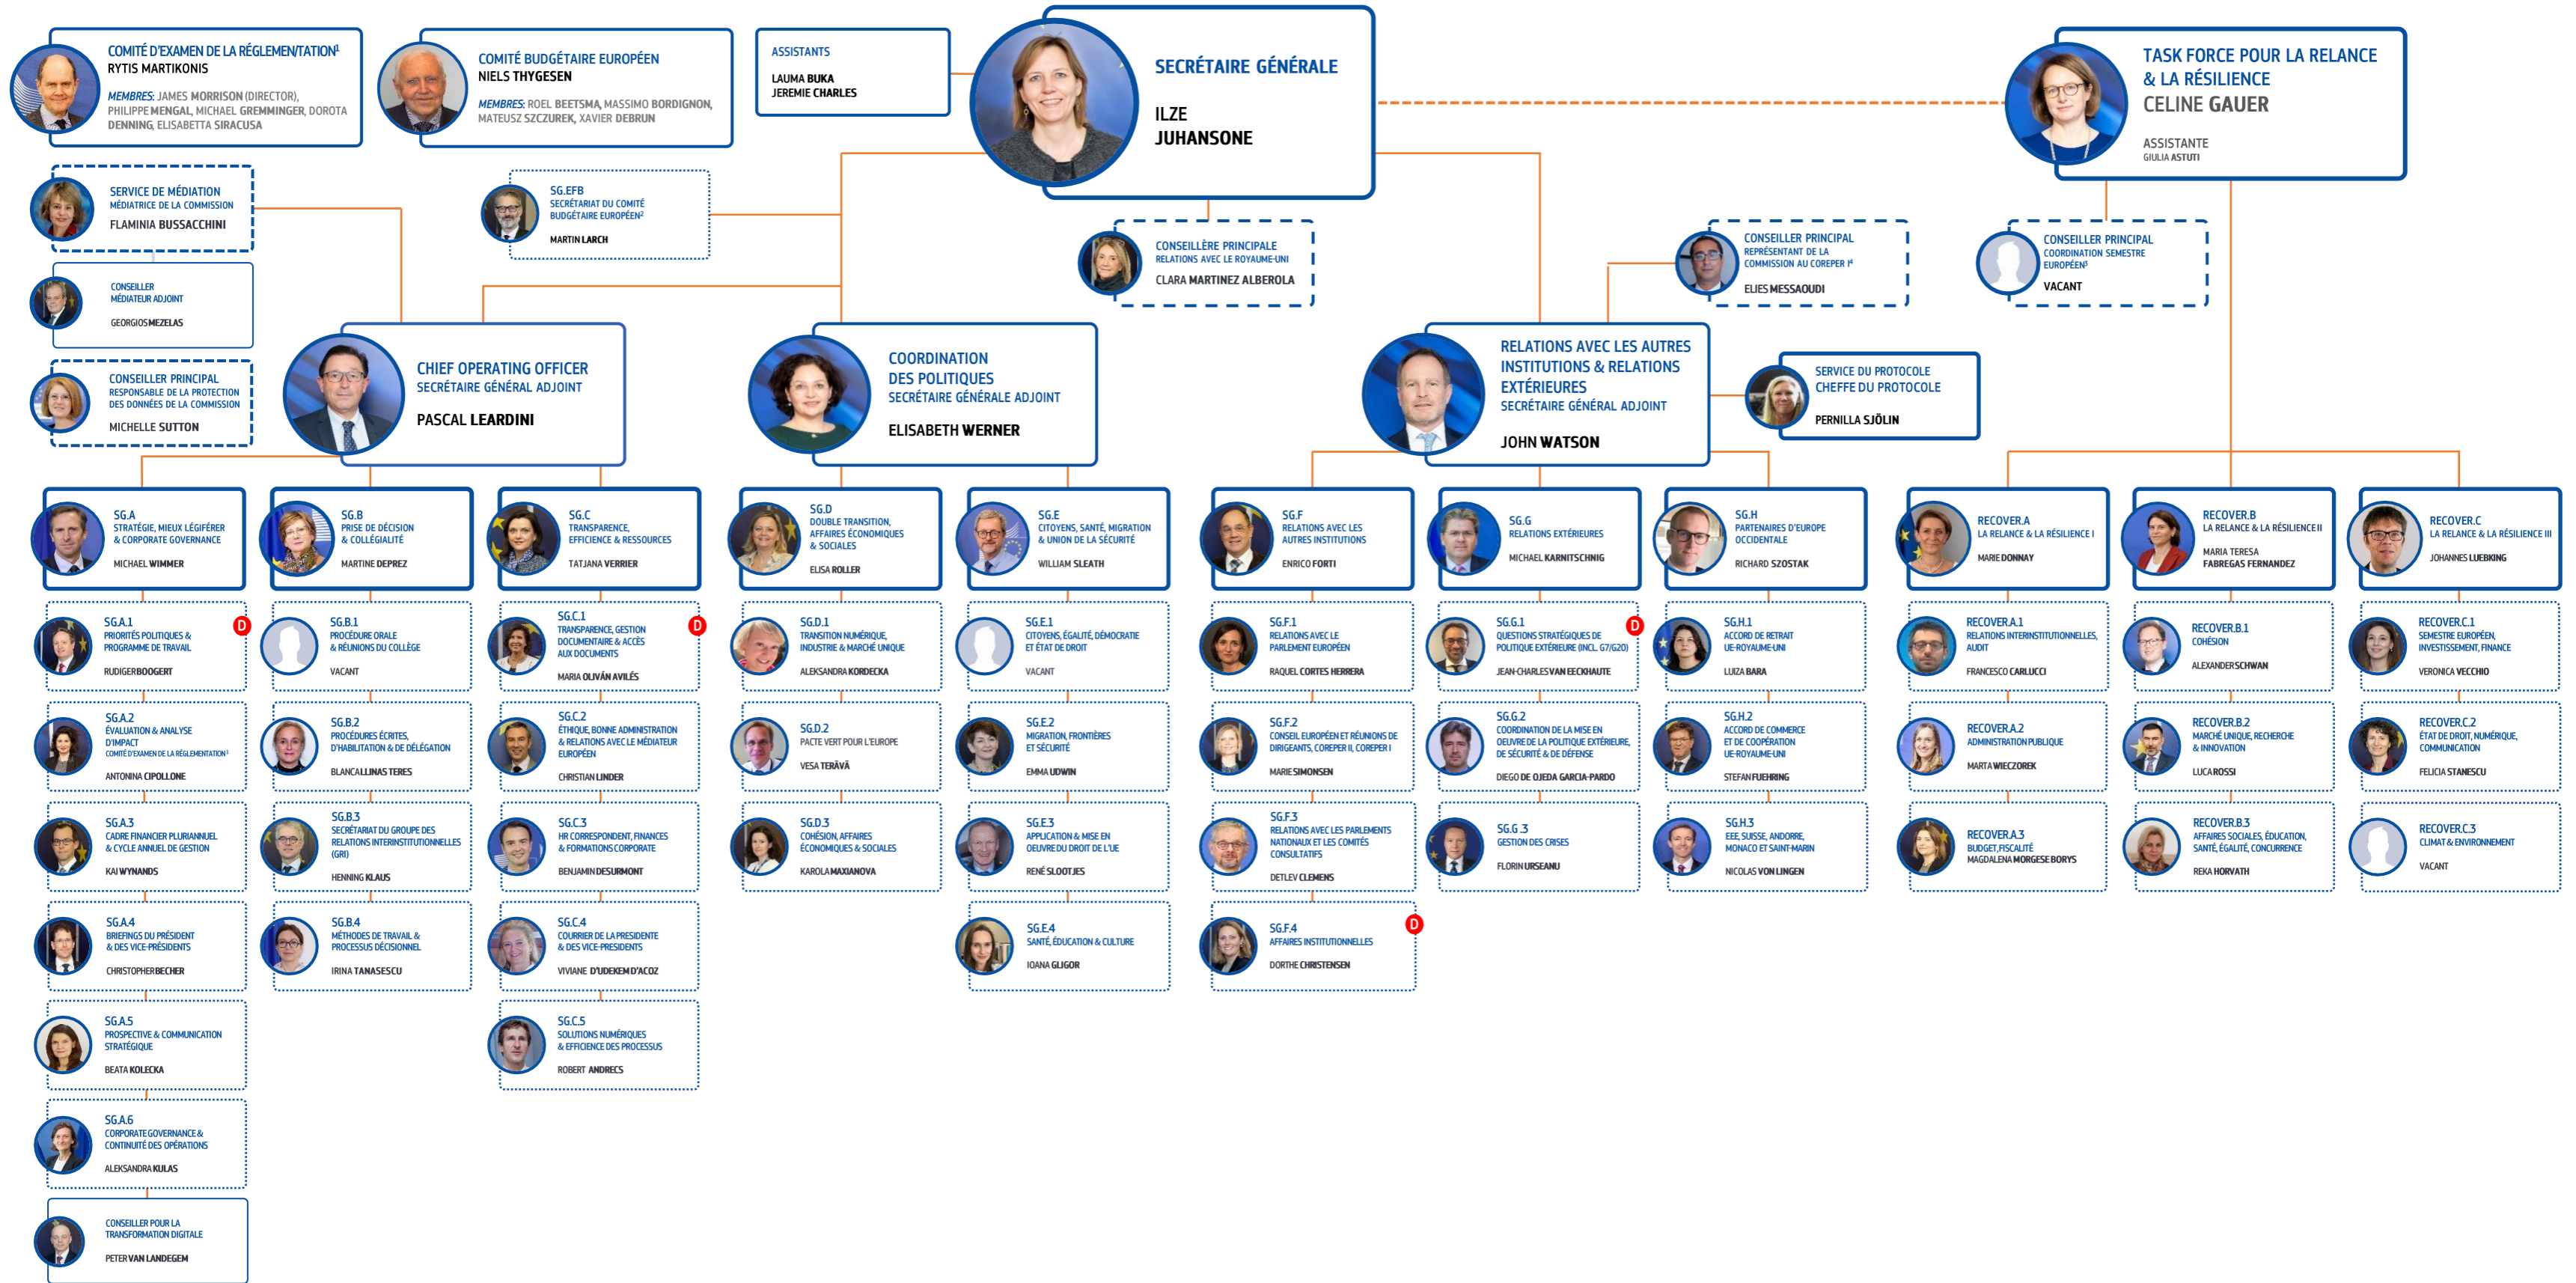 COMITÉ D'EXAMEN DE LA RÉGLEMEN/TATION¹
RYTIS MARTIKONIS
MEMBRES: JAMES MORRISON (DIRECTOR),
PHILIPPE MENGAL, MICHAEL GREMMINGER, DOROTA
DENNING, ELISABETTA SIRACUSA
COMITÉ BUDGÉTAIRE EUROPÉEN
NIELS THYGESEN
MEMBRES: ROEL BEETSMA, MASSIMO BORDIGNON,
MATEUSZ SZCZUREK, XAVIER DEBRUN
ASSISTANTS
LAUMA BUKA
JEREMIE CHARLES
SECRÉTAIRE GÉNÉRALE
ILZE
JUHANSONE
TASK FORCE POUR LA RELANCE
& LA RÉSILIENCE
CELINE GAUER
ASSISTANTE
GIULIA ASTUTI
SERVICE DE MÉDIATION
MÉDIATRICE DE LA COMMISSION
FLAMINIA BUSSACCHINI
SG.EFB
SECRÉTARIAT DU COMITÉ
BUDGÉTAIRE EUROPÉEN²
MARTIN LARCH
CONSEILLÈRE PRINCIPALE
RELATIONS AVEC LE ROYAUME-UNI
CLARA MARTINEZ ALBEROLA
CONSEILLER PRINCIPAL
REPRÉSENTANT DE LA
COMMISSION AU COREPER I⁴
ELIES MESSAOUDI
CONSEILLER PRINCIPAL
COORDINATION SEMESTRE
EUROPÉEN³
VACANT
CONSEILLER
MÉDIATEUR ADJOINT
GEORGIOS MEZELAS
CONSEILLER PRINCIPAL
RESPONSABLE DE LA PROTECTION
DES DONNÉES DE LA COMMISSION
MICHELLE SUTTON
CHIEF OPERATING OFFICER
SECRÉTAIRE GÉNÉRAL ADJOINT
PASCAL LEARDINI
COORDINATION
DES POLITIQUES
SECRÉTAIRE GÉNÉRALE ADJOINT
ELISABETH WERNER
RELATIONS AVEC LES AUTRES
INSTITUTIONS & RELATIONS
EXTÉRIEURES
SECRÉTAIRE GÉNÉRAL ADJOINT
JOHN WATSON
SERVICE DU PROTOCOLE
CHEFFE DU PROTOCOLE
PERNILLA SJÖLIN
SG.A
STRATÉGIE, MIEUX LÉGIFÉRER
& CORPORATE GOVERNANCE
MICHAEL WIMMER
SG.B
PRISE DE DÉCISION
& COLLÉGIALITÉ
MARTINE DEPREZ
SG.C
TRANSPARENCE,
EFFICIENCE & RESSOURCES
TATJANA VERRIER
SG.D
DOUBLE TRANSITION,
AFFAIRES ÉCONOMIQUES
& SOCIALES
ELISA ROLLER
SG.E
CITOYENS, SANTÉ, MIGRATION
& UNION DE LA SÉCURITÉ
WILLIAM SLEATH
SG.F
RELATIONS AVEC LES
AUTRES INSTITUTIONS
ENRICO FORTI
SG.G
RELATIONS EXTÉRIEURES
MICHAEL KARNITSCHNIG
SG.H
PARTENAIRES D'EUROPE
OCCIDENTALE
RICHARD SZOSTAK
RECOVER.A
LA RELANCE & LA RÉSILIENCE I
MARIE DONNAY
RECOVER.B
LA RELANCE & LA RÉSILIENCE II
MARIA TERESA
FABREGAS FERNANDEZ
RECOVER.C
LA RELANCE & LA RÉSILIENCE III
JOHANNES LUEBKING
SG.A.1
PRIORITÉS POLITIQUES &
PROGRAMME DE TRAVAIL
RUDIGER BOOGERT
D
SG.B.1
PROCÉDURE ORALE
& RÉUNIONS DU COLLÈGE
VACANT
SG.C.1
TRANSPARENCE, GESTION
DOCUMENTAIRE & ACCÈS
AUX DOCUMENTS
MARIA OLIVÁN AVILÉS
D
SG.D.1
TRANSITION NUMÉRIQUE,
INDUSTRIE & MARCHÉ UNIQUE
ALEKSANDRA KORDECKA
SG.E.1
CITOYENS, ÉGALITÉ, DÉMOCRATIE
ET ÉTAT DE DROIT
VACANT
SG.F.1
RELATIONS AVEC LE
PARLEMENT EUROPÉEN
RAQUEL CORTES HERRERA
SG.G.1
QUESTIONS STRATÉGIQUES DE
POLITIQUE EXTÉRIEURE (INCL. G7/G20)
JEAN-CHARLES VAN EECKHAUTE
D
SG.H.1
ACCORD DE RETRAIT
UE-ROYAUME-UNI
LUIZA BARA
RECOVER.A.1
RELATIONS INTERINSTITUTIONNELLES,
AUDIT
FRANCESCO CARLUCCI
RECOVER.B.1
COHÉSION
ALEXANDER SCHWAN
RECOVER.C.1
SEMESTRE EUROPÉEN,
INVESTISSEMENT, FINANCE
VERONICA VECCHIO
SG.A.2
ÉVALUATION & ANALYSE
D'IMPACT
COMITÉ D'EXAMEN DE LA RÉGLEMENTATION¹
ANTONINA CIPOLLONE
SG.B.2
PROCÉDURES ÉCRITES,
D'HABILITATION & DE DÉLÉGATION
BLANCA LLINAS TERES
SG.C.2
ÉTHIQUE, BONNE ADMINISTRATION
& RELATIONS AVEC LE MÉDIATEUR
EUROPÉEN
CHRISTIAN LINDER
SG.D.2
PACTE VERT POUR L'EUROPE
VESA TERÄVÄ
SG.E.2
MIGRATION, FRONTIÈRES
ET SÉCURITÉ
EMMA UDWIN
SG.F.2
CONSEIL EUROPÉEN ET RÉUNIONS DE
DIRIGEANTS, COREPER II, COREPER I
MARIE SIMONSEN
SG.G.2
COORDINATION DE LA MISE EN
OEUVRE DE LA POLITIQUE EXTÉRIEURE,
DE SÉCURITÉ & DE DÉFENSE
DIEGO DE OJEDA GARCIA-PARDO
SG.H.2
ACCORD DE COMMERCE
ET DE COOPÉRATION
UE-ROYAUME-UNI
STEFAN FUEHRING
RECOVER.A.2
ADMINISTRATION PUBLIQUE
MARTA WIECZOREK
RECOVER.B.2
MARCHÉ UNIQUE, RECHERCHE
& INNOVATION
LUCA ROSSI
RECOVER.C.2
ÉTAT DE DROIT, NUMÉRIQUE,
COMMUNICATION
FELICIA STANESCU
SG.A.3
CADRE FINANCIER PLURIANNUEL
& CYCLE ANNUEL DE GESTION
KAI WYNANDS
SG.B.3
SECRÉTARIAT DU GROUPE DES
RELATIONS INTERINSTITUTIONNELLES
(GRI)
HENNING KLAUS
SG.C.3
HR CORRESPONDENT, FINANCES
& FORMATIONS CORPORATE
BENJAMIN DESURMONT
SG.D.3
COHÉSION, AFFAIRES
ÉCONOMIQUES & SOCIALES
KAROLA MAXIANOVA
SG.E.3
APPLICATION & MISE EN
OEUVRE DU DROIT DE L'UE
RENÉ SLOOTJES
SG.F.3
RELATIONS AVEC LES PARLEMENTS
NATIONAUX ET LES COMITÉS
CONSULTATIFS
DETLEV CLEMENS
SG.G .3
GESTION DES CRISES
FLORIN URSEANU
SG.H.3
EEE, SUISSE, ANDORRE,
MONACO ET SAINT-MARIN
NICOLAS VON LINGEN
RECOVER.A.3
BUDGET, FISCALITÉ
MAGDALENA MORGESE BORYS
RECOVER.B.3
AFFAIRES SOCIALES, ÉDUCATION,
SANTÉ, ÉGALITÉ, CONCURRENCE
REKA HORVATH
RECOVER.C.3
CLIMAT & ENVIRONNEMENT
VACANT
SG.A.4
BRIEFINGS DU PRÉSIDENT
& DES VICE-PRÉSIDENTS
CHRISTOPHER BECHER
SG.B.4
MÉTHODES DE TRAVAIL &
PROCESSUS DÉCISIONNEL
IRINA TANASESCU
SG.C.4
COURRIER DE LA PRESIDENTE
& DES VICE-PRESIDENTS
VIVIANE D'UDEKEM D'ACOZ
SG.E.4
SANTÉ, ÉDUCATION & CULTURE
IOANA GLIGOR
SG.F.4
AFFAIRES INSTITUTIONNELLES
DORTHE CHRISTENSEN
D
SG.A.5
PROSPECTIVE & COMMUNICATION
STRATÉGIQUE
BEATA KOLECKA
SG.C.5
SOLUTIONS NUMÉRIQUES
& EFFICIENCE DES PROCESSUS
ROBERT ANDRECS
SG.A.6
CORPORATE GOVERNANCE &
CONTINUITÉ DES OPÉRATIONS
ALEKSANDRA KULAS
CONSEILLER POUR LA
TRANSFORMATION DIGITALE
PETER VAN LANDEGEM